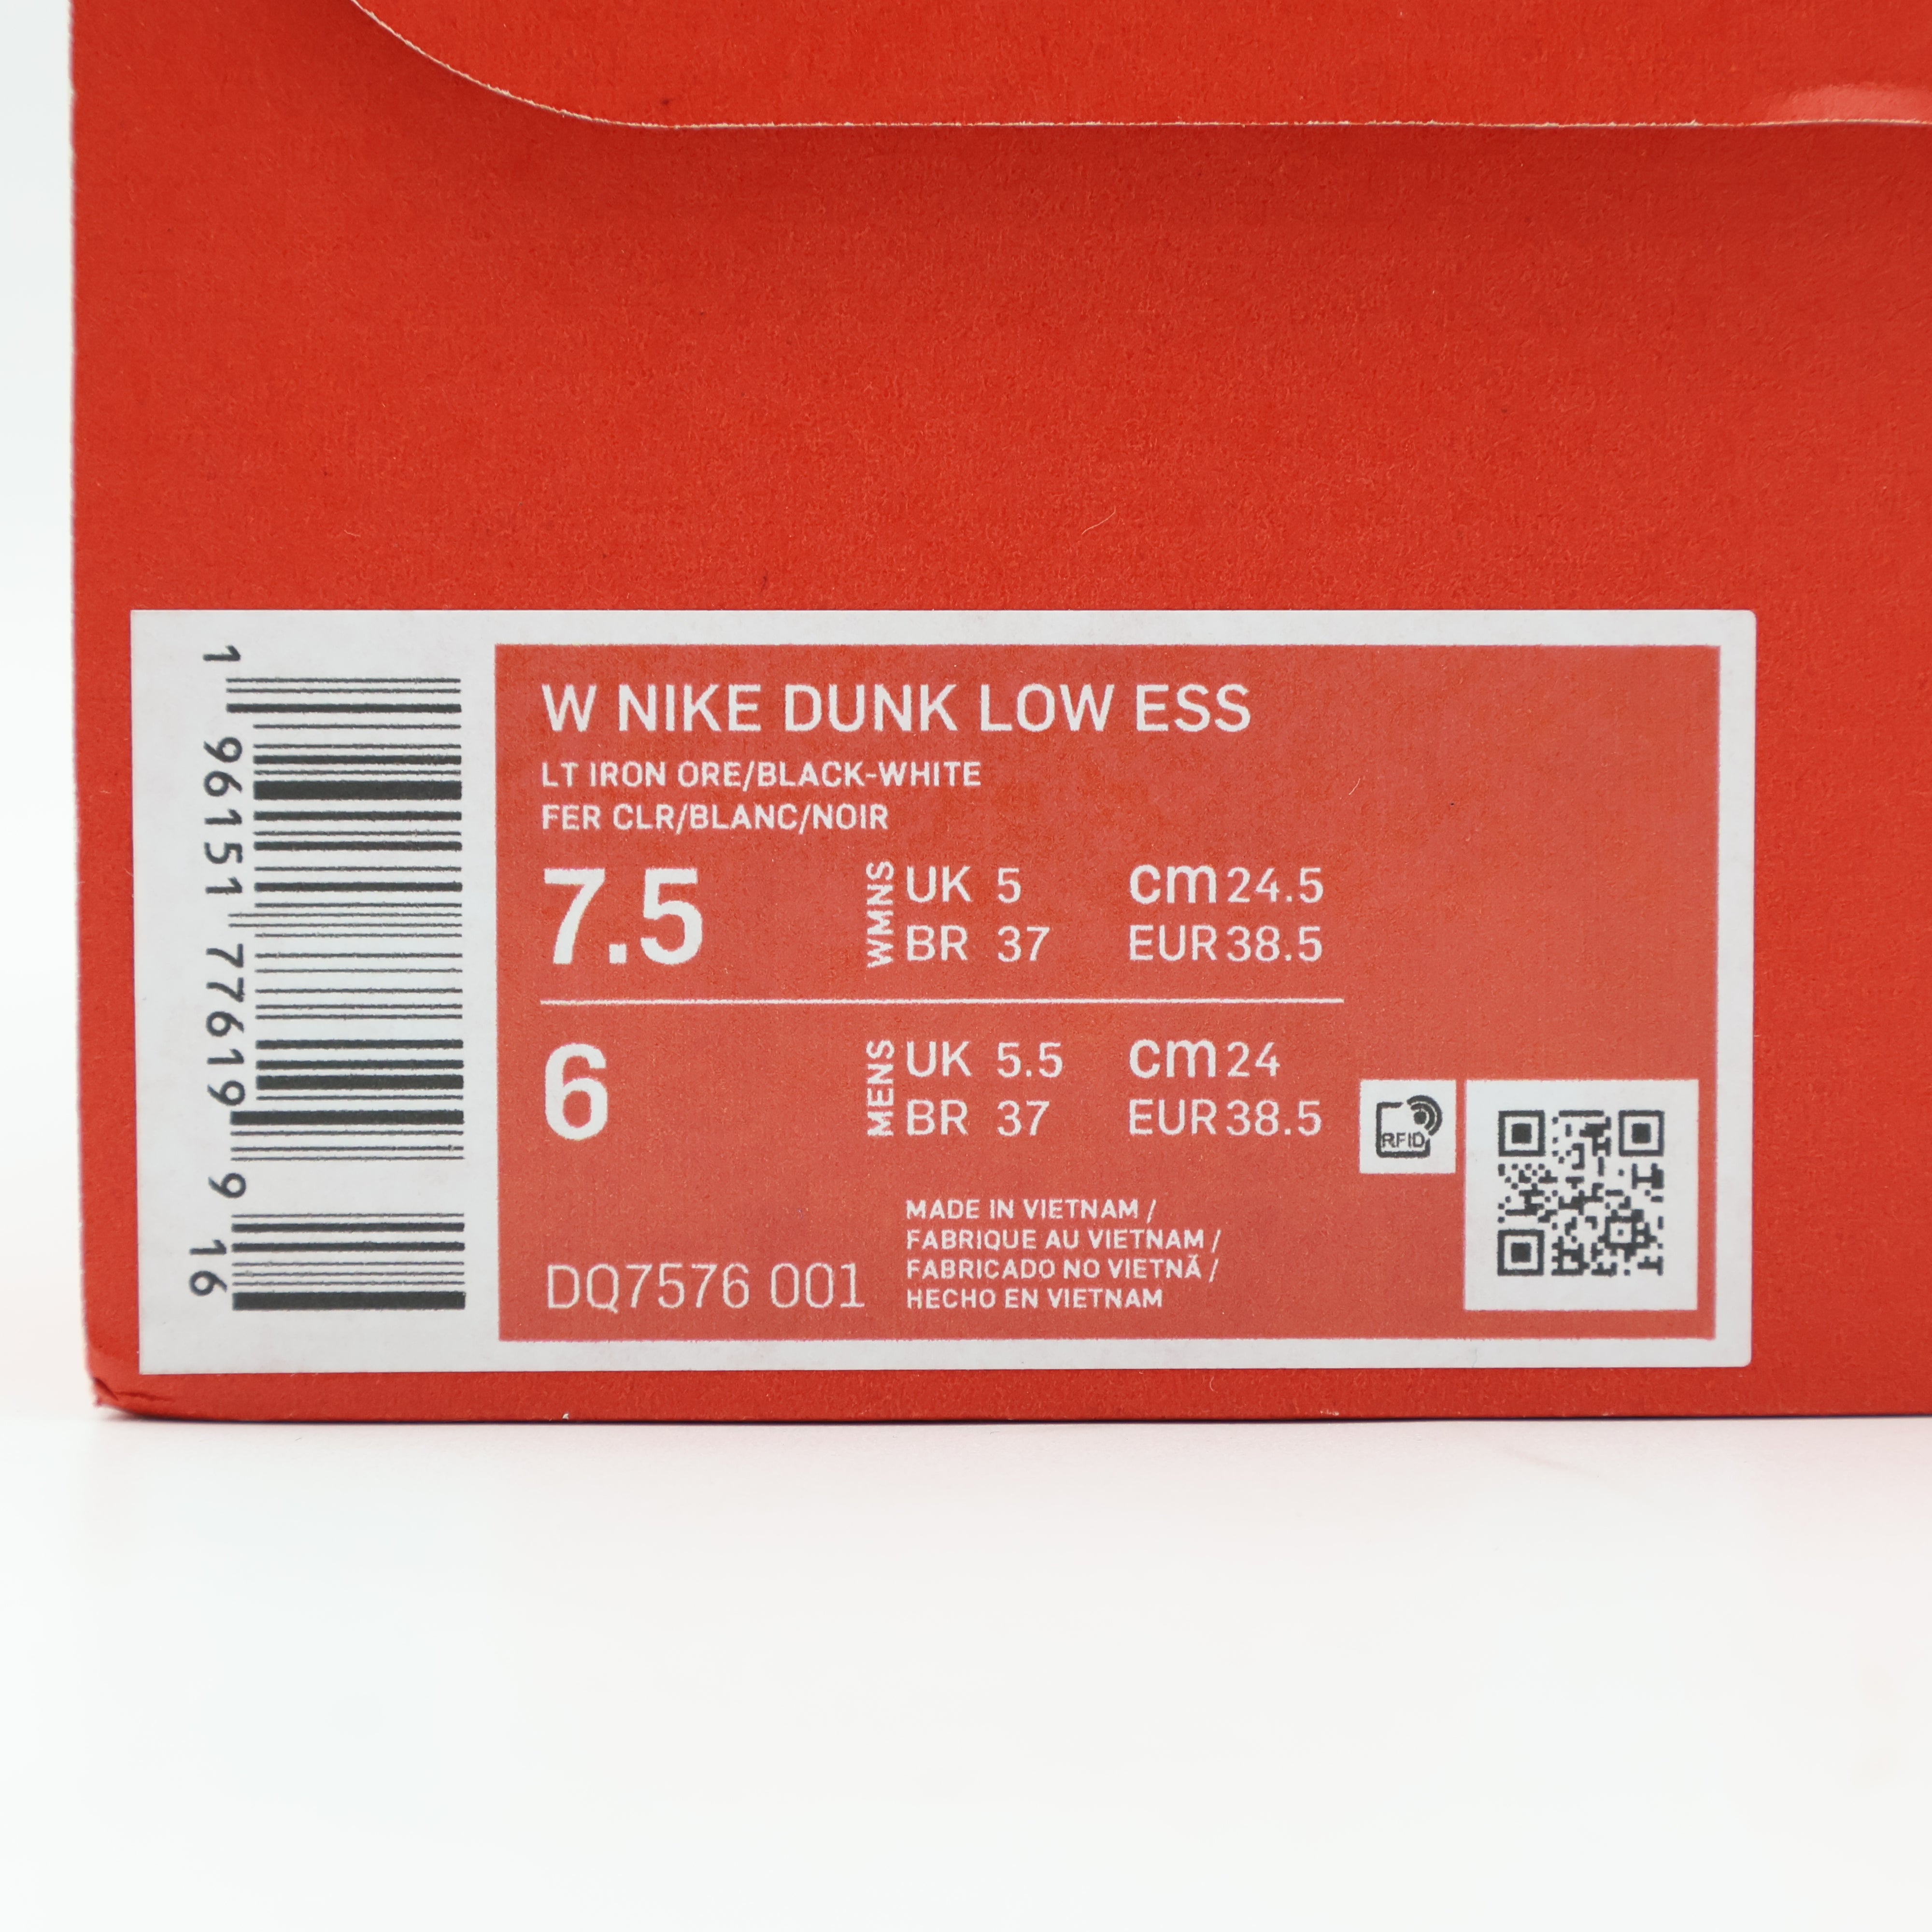 1 96151 77619 9 16
W NIKE DUNK LOW ESS
LT IRON ORE/BLACK-WHITE
FER CLR/BLANC/NOIR
7.5 WMNS UK 5 cm 24.5
BR 37 EUR 38.5
6 MENS UK 5.5 cm 24
BR 37 EUR 38.5
RFID
MADE IN VIETNAM /
FABRIQUE AU VIETNAM /
FABRICADO NO VIETNÃ /
HECHO EN VIETNAM
DQ7576 001